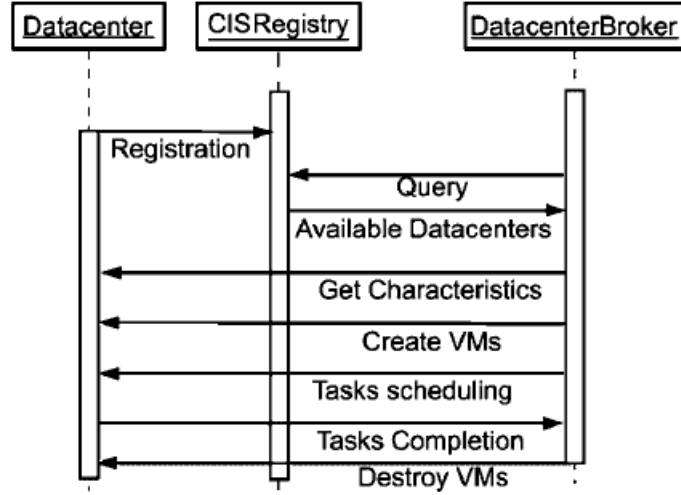 Datacenter
CISRegistry
DatacenterBroker
Registration
Query
Available Datacenters
Get Characteristics
Create VMs
Tasks scheduling
Tasks Completion
Destroy VMs